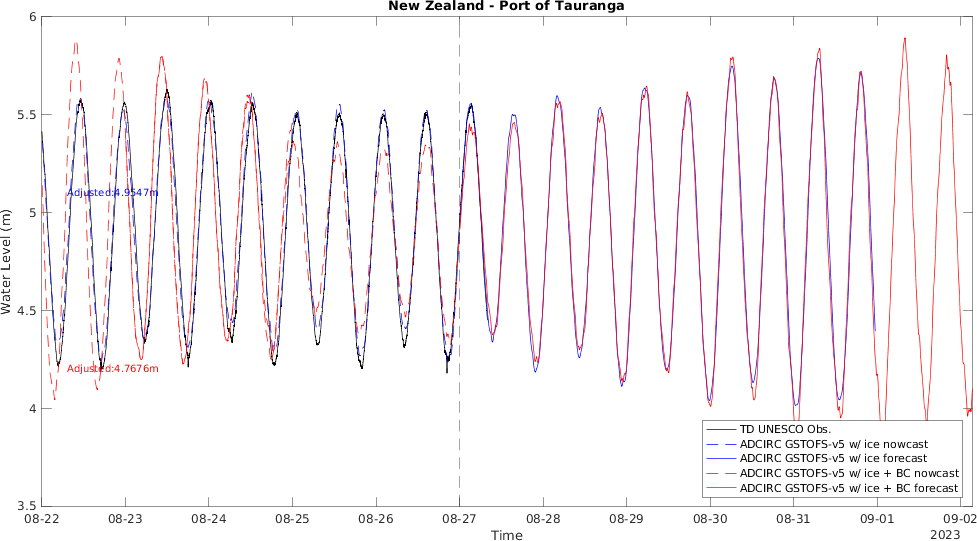 New Zealand - Port of Tauranga
6
5.5
5
4.5
4
3.5
Water Level (m)
Adjusted:4.9547m
Adjusted:4.7676m
TD UNESCO Obs.
ADCIRC GSTOFS-v5 w/ ice nowcast
ADCIRC GSTOFS-v5 w/ ice forecast
ADCIRC GSTOFS-v5 w/ ice + BC nowcast
ADCIRC GSTOFS-v5 w/ ice + BC forecast
08-22 08-23 08-24 08-25 08-26 08-27 08-28 08-29 08-30 08-31 09-01 09-02
Time 2023